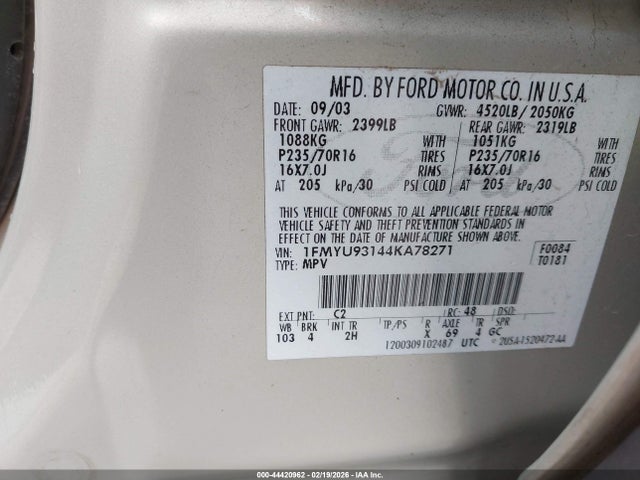 MFD. BY FORD MOTOR CO. IN U.S.A.
DATE: 09/03 GVWR: 4520LB/ 2050KG
FRONT GAWR: 2399LB REAR GAWR: 2319LB
1088KG WITH 1051KG WITH
P235/70R16 TIRES P235/70R16 TIRES
16X7.0J RIMS 16X7.0J RIMS
AT 205 kPa/30 PSI COLD AT 205 kPa/30 PSI COLD
Ford
THIS VEHICLE CONFORMS TO ALL APPLICABLE FEDERAL MOTOR
VEHICLE SAFETY AND THEFT PREVENTION STANDARDS IN
EFFECT ON THE DATE OF MANUFACTURE SHOWN ABOVE.
VIN: 1FMYU93144KA78271 F0084
TYPE: MPV T0181
EXT PNT: C2 RC: 48 DSO:
WB BRK INT TR TP/PS R AXLE TR SPR
103 4 2H X 69 4 GC
1200309102487 UTC 
000-44420962 | 02/19/2026 - IAA Inc.